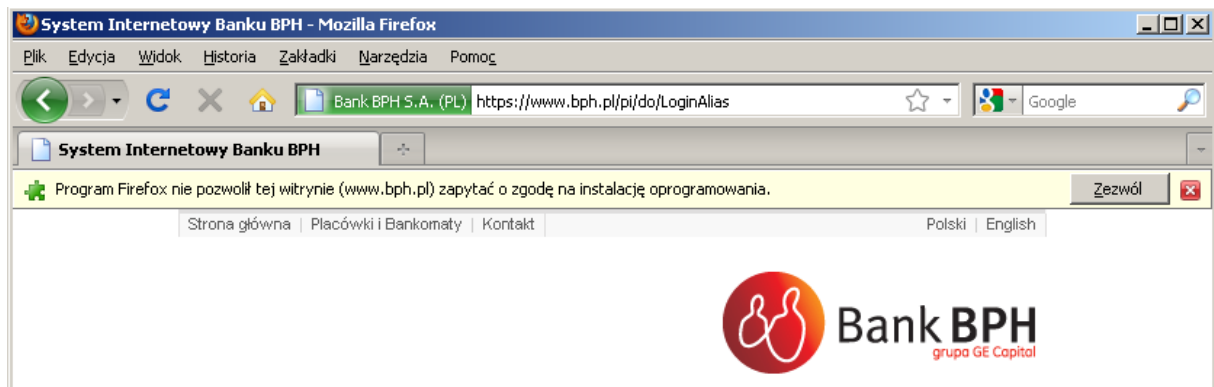 System Internetowy Banku BPH - Mozilla Firefox
Plik Edycja Widok Historia Zakładki Narzędzia Pomoc
Bank BPH S.A. (PL) https://www.bph.pl/pi/do/LoginAlias Google
System Internetowy Banku BPH
Program Firefox nie pozwolił tej witrynie (www.bph.pl) zapytać o zgodę na instalację oprogramowania. Zezwól
Strona główna | Placówki i Bankomaty | Kontakt Polski | English
Bank BPH
grupa GE Capital